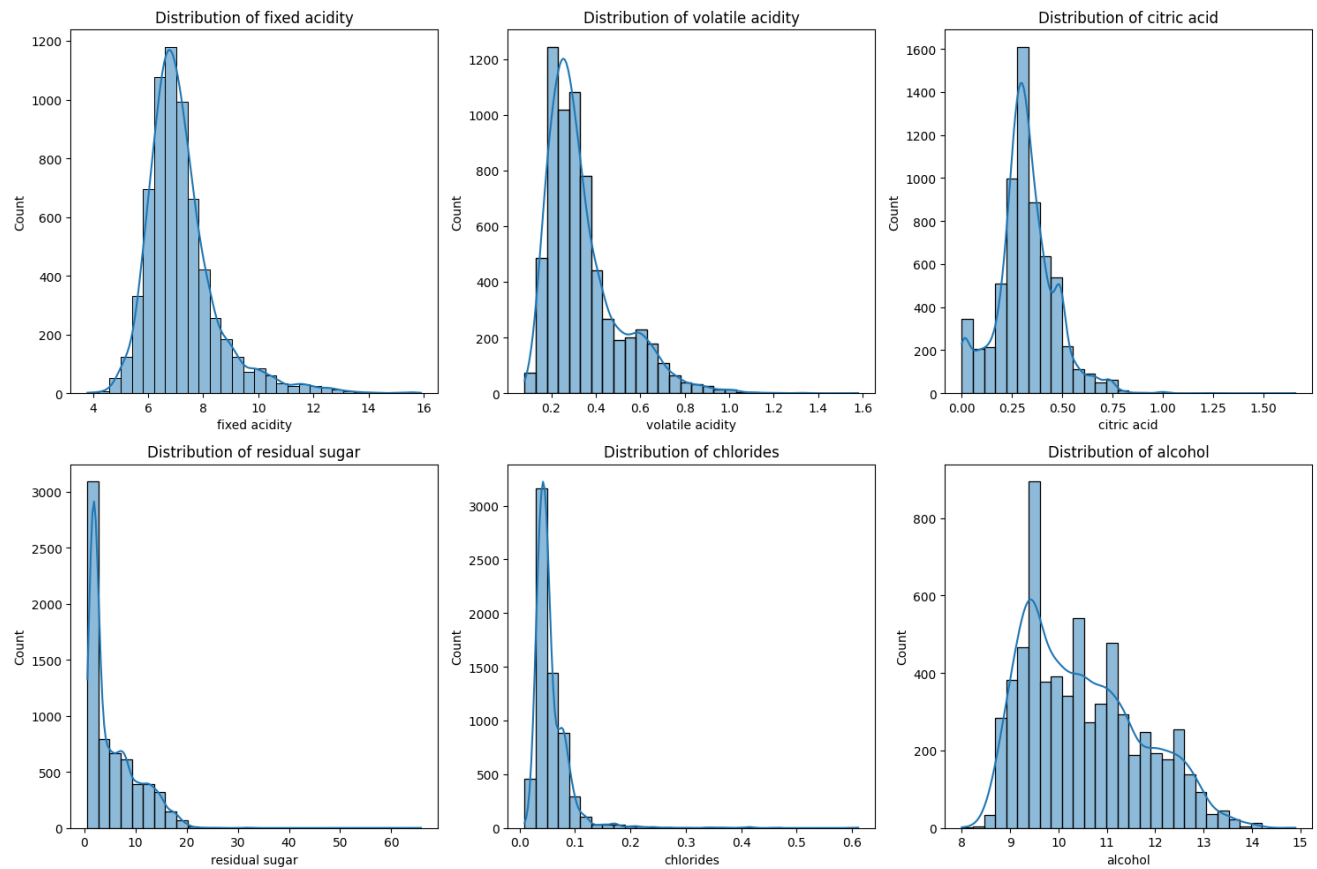 Distribution of fixed acidity
Distribution of volatile acidity
Distribution of citric acid
1200
1000
800
600
400
200
0
Count
4 6 8 10 12 14 16
fixed acidity
1200
1000
800
600
400
200
0
Count
0.2 0.4 0.6 0.8 1.0 1.2 1.4 1.6
volatile acidity
1600
1400
1200
1000
800
600
400
200
0
Count
0.00 0.25 0.50 0.75 1.00 1.25 1.50
citric acid
Distribution of residual sugar
Distribution of chlorides
Distribution of alcohol
3000
2500
2000
1500
1000
500
0
Count
0 10 20 30 40 50 60
residual sugar
3000
2500
2000
1500
1000
500
0
Count
0.0 0.1 0.2 0.3 0.4 0.5 0.6
chlorides
800
600
400
200
0
Count
8 9 10 11 12 13 14 15
alcohol